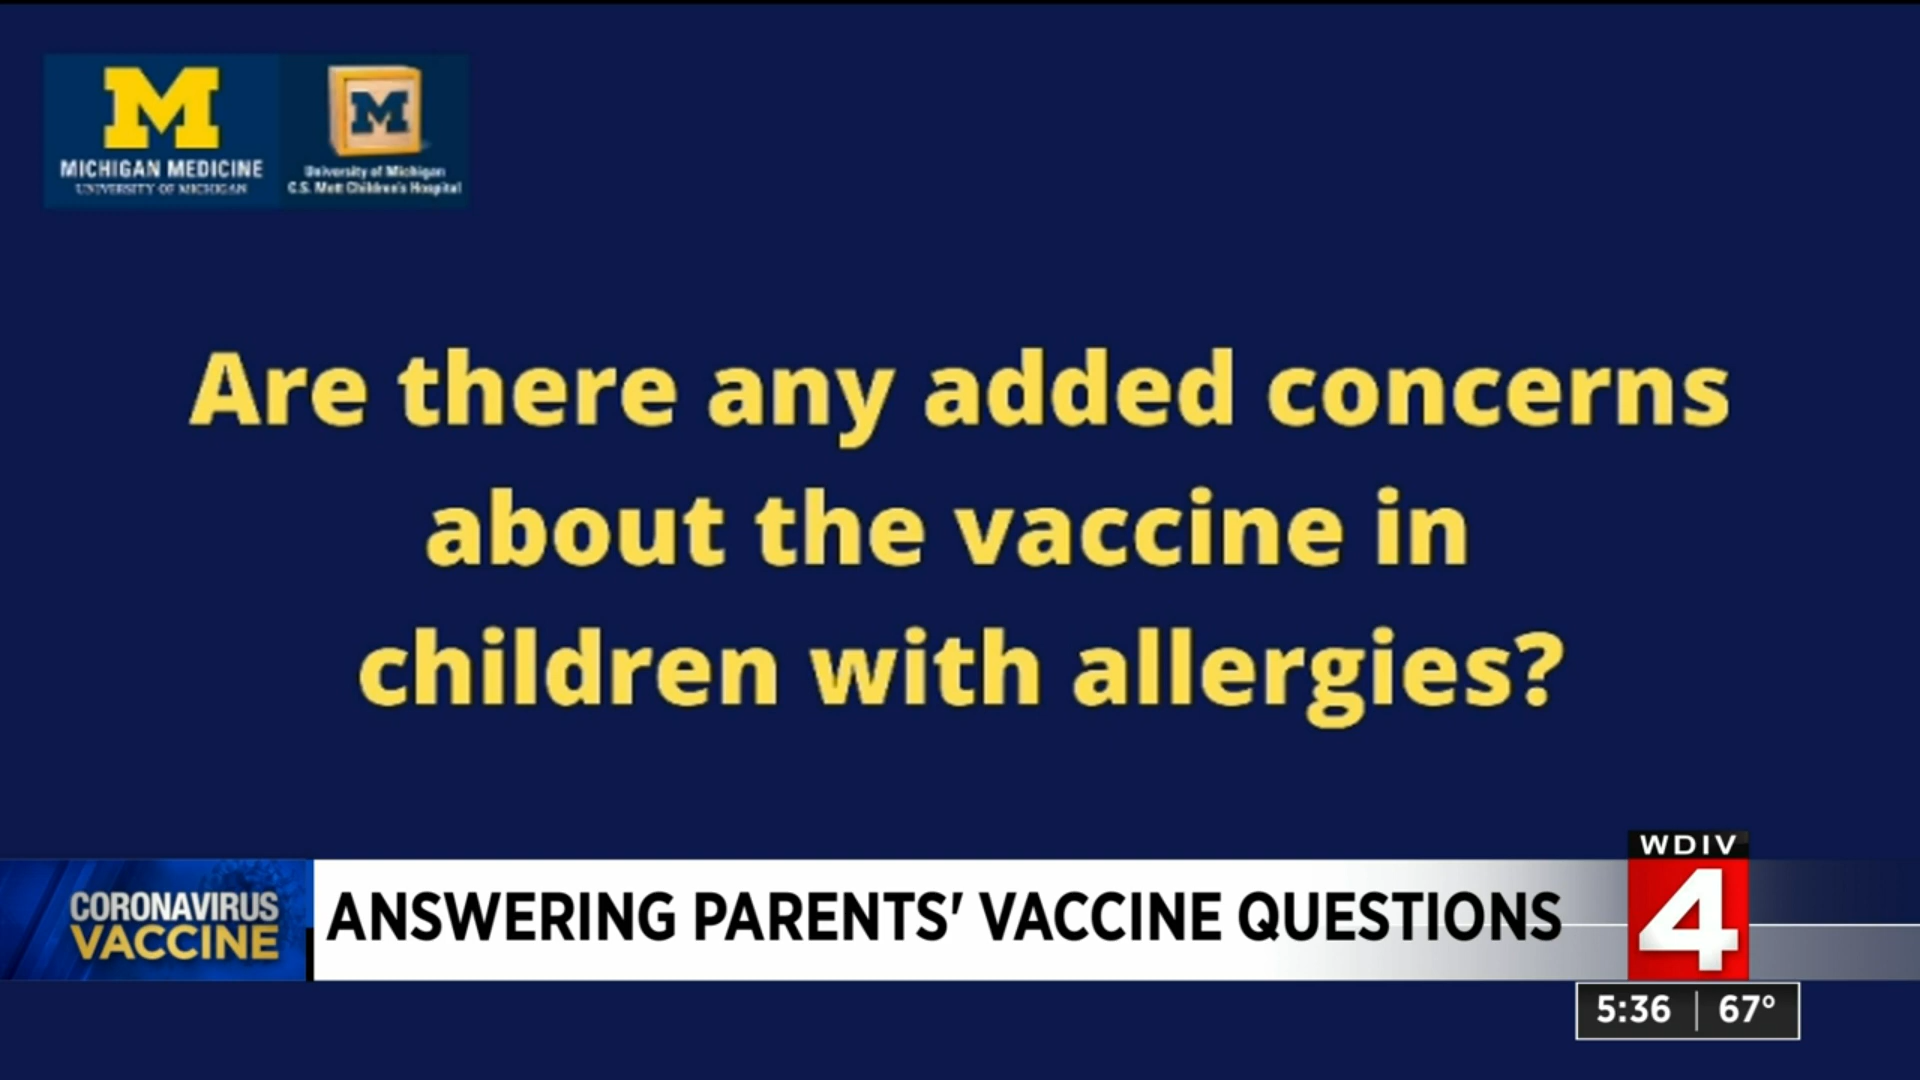 M
MICHIGAN MEDICINE
UNIVERSITY OF MICHIGAN
M
University of Michigan
C.S. Mott Children's Hospital
Are there any added concerns
about the vaccine in
children with allergies?
WDIV
4
CORONAVIRUS
VACCINE
ANSWERING PARENTS' VACCINE QUESTIONS
5:36 | 67°